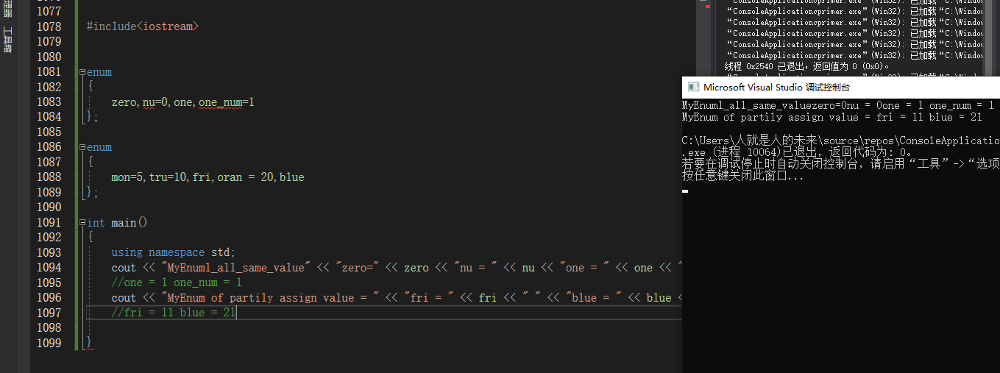 理器
工具箱
1077
1078 #include<iostream>
1079
1080
1081 enum
1082 {
1083 zero,nu=0,one,one_num=1
1084 };
1085
1086 enum
1087 {
1088 mon=5,tru=10,fri,oran = 20,blue
1089 };
1090
1091 int main()
1092 {
1093 using namespace std;
1094 cout << "MyEnum1_all_same_value" << "zero=" << zero << "nu = " << nu << "one = " << one << "
1095 //one = 1 one_num = 1
1096 cout << "MyEnum of partily assign value = " << "fri = " << fri << " " << "blue = " << blue <
1097 //fri = 11 blue = 21
1098
1099 }
“ConsoleApplicationcprimer.exe”(Win32): 已加载“C:\Window
“ConsoleApplicationcprimer.exe”(Win32): 已加载“C:\Window
“ConsoleApplicationcprimer.exe”(Win32): 已加载“C:\Window
“ConsoleApplicationcprimer.exe”(Win32): 已加载“C:\Window
“ConsoleApplicationcprimer.exe”(Win32): 已加载“C:\Window
线程 0x2540 已退出，返回值为 0 (0x0)。
Microsoft Visual Studio 调试控制台
MyEnum1_all_same_valuezero=0nu = 0one = 1 one_num = 1
MyEnum of partily assign value = fri = 11 blue = 21
C:\Users\人就是人的未来\source\repos\ConsoleApplicatio
.exe (进程 10064)已退出，返回代码为: 0。
若要在调试停止时自动关闭控制台，请启用“工具”->“选项
按任意键关闭此窗口...